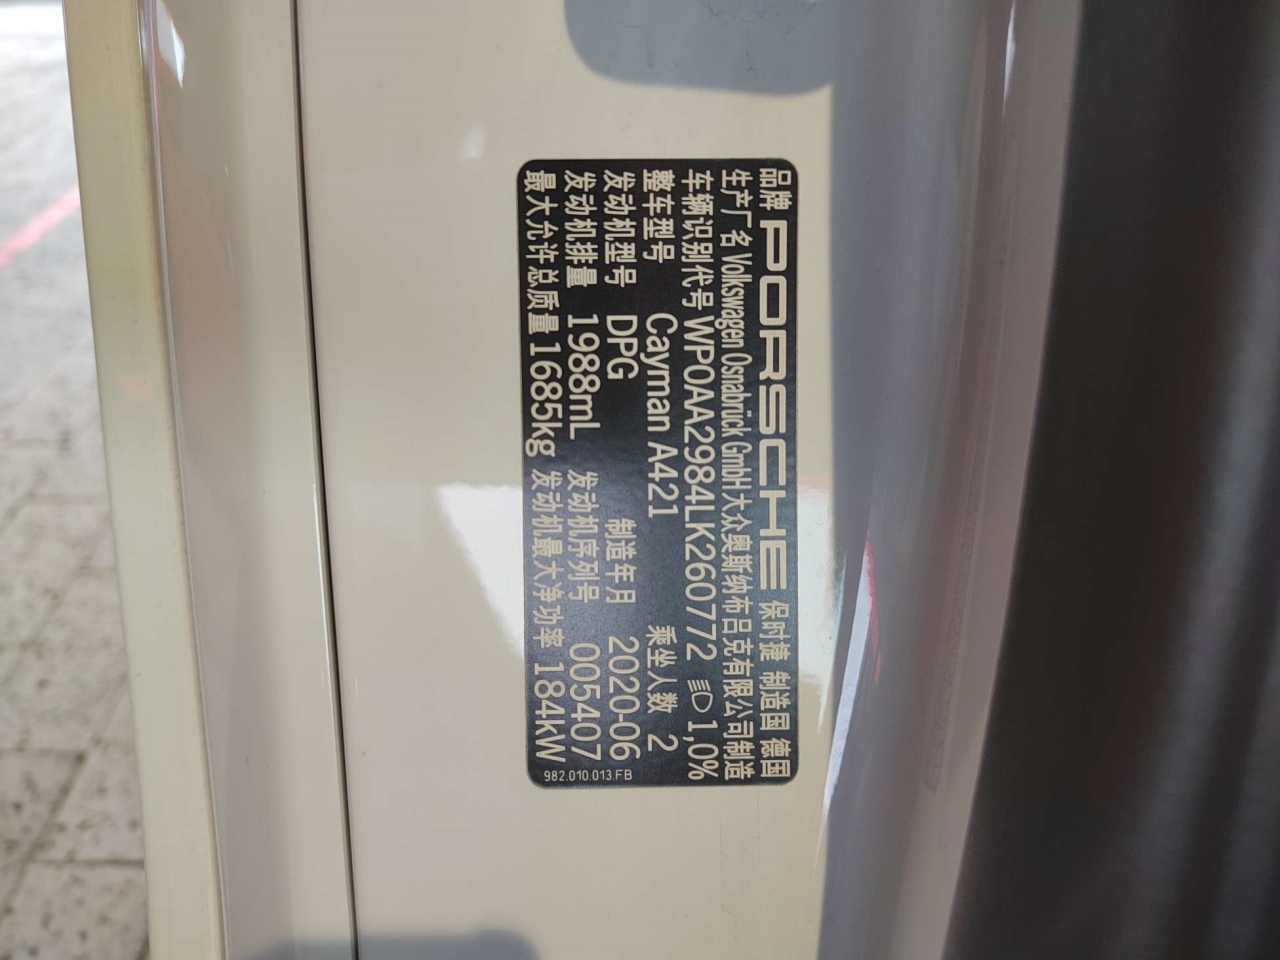 品牌 PORSCHE 保时捷 制造国 德国
生产厂名 Volkswagen Osnabrück GmbH 大众奥斯纳布吕克有限公司制造
车辆识别代号 WP0AA2984LK260772 1,0%
整车型号 Cayman A421 乘坐人数 2
发动机型号 DPG 制造年月 2020-06
发动机排量 1988mL 发动机序列号 005407
最大允许总质量 1685kg 发动机最大净功率 184kW
982.010.013.FB